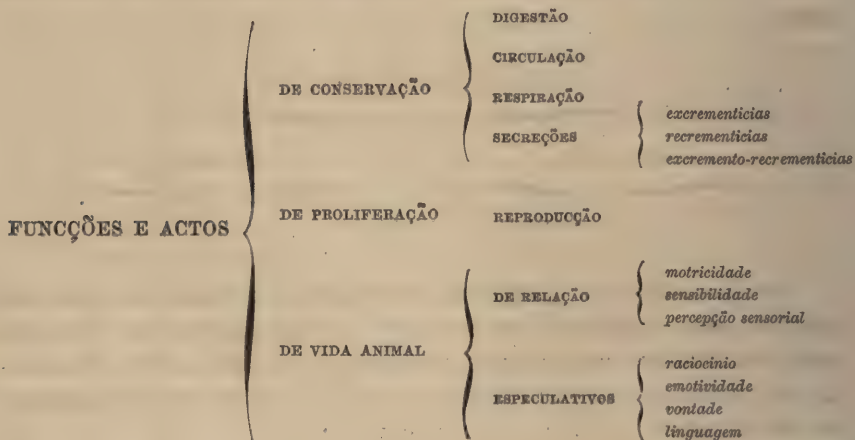 DIGESTÃO
CIRCULAÇÃO
DE CONSERVAÇÃO
RESPIRAÇÃO
SECREÇÕES
excrementicias
recrementicias
excremento-recrementicias
FUNCÇÕES E ACTOS
DE PROLIFERAÇÃO
REPRODUCÇÃO
DE VIDA ANIMAL
DE RELAÇÃO
motricidade
sensibilidade
percepção sensorial
ESPECULATIVOS
raciocinio
emotividade
vontade
linguagem